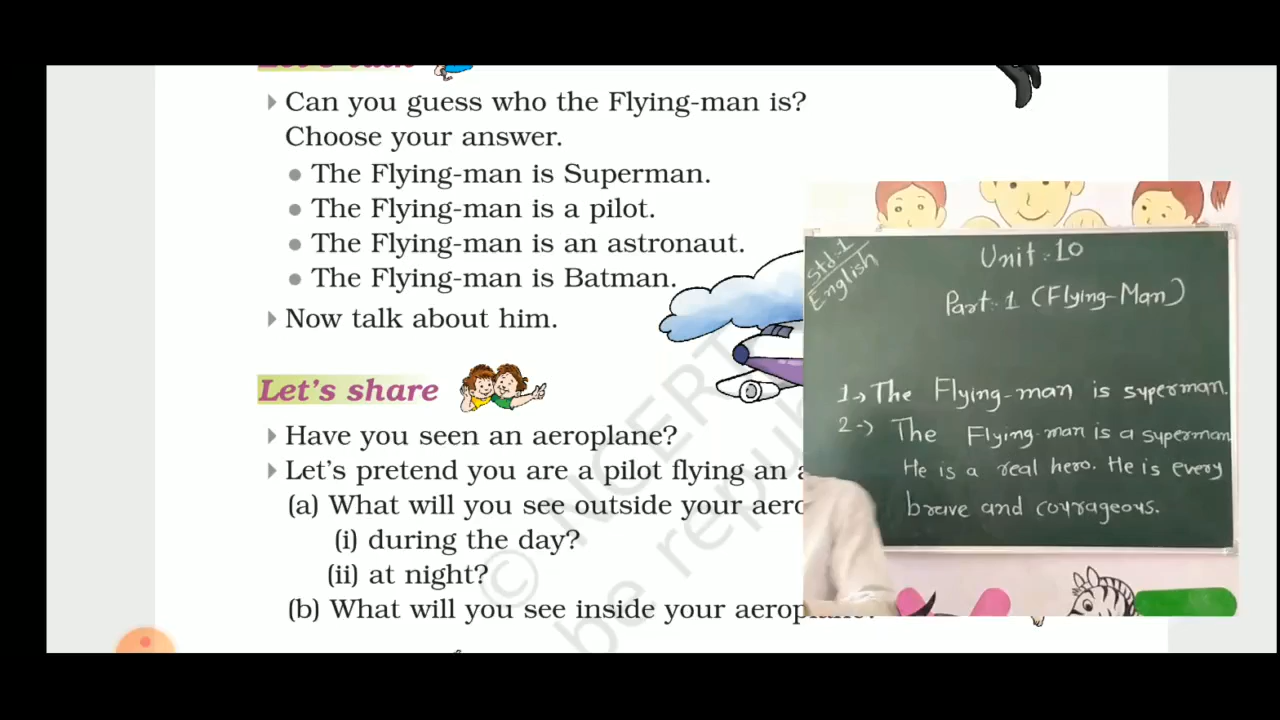 Can you guess who the Flying-man is?
Choose your answer.
The Flying-man is Superman.
The Flying-man is a pilot.
The Flying-man is an astronaut.
The Flying-man is Batman.
Now talk about him.
Let's share
Have you seen an aeroplane?
Let's pretend you are a pilot flying an
(a) What will you see outside your
(i) during the day?
(ii) at night?
(b) What will you see inside your
© NCERT
be
Std:-1
English
Unit:-10
Part:-1 (Flying-Man)
1→ The Flying-man is superman.
2→ The Flying-man is a superman
He is a real hero. He is every
brave and courageous.